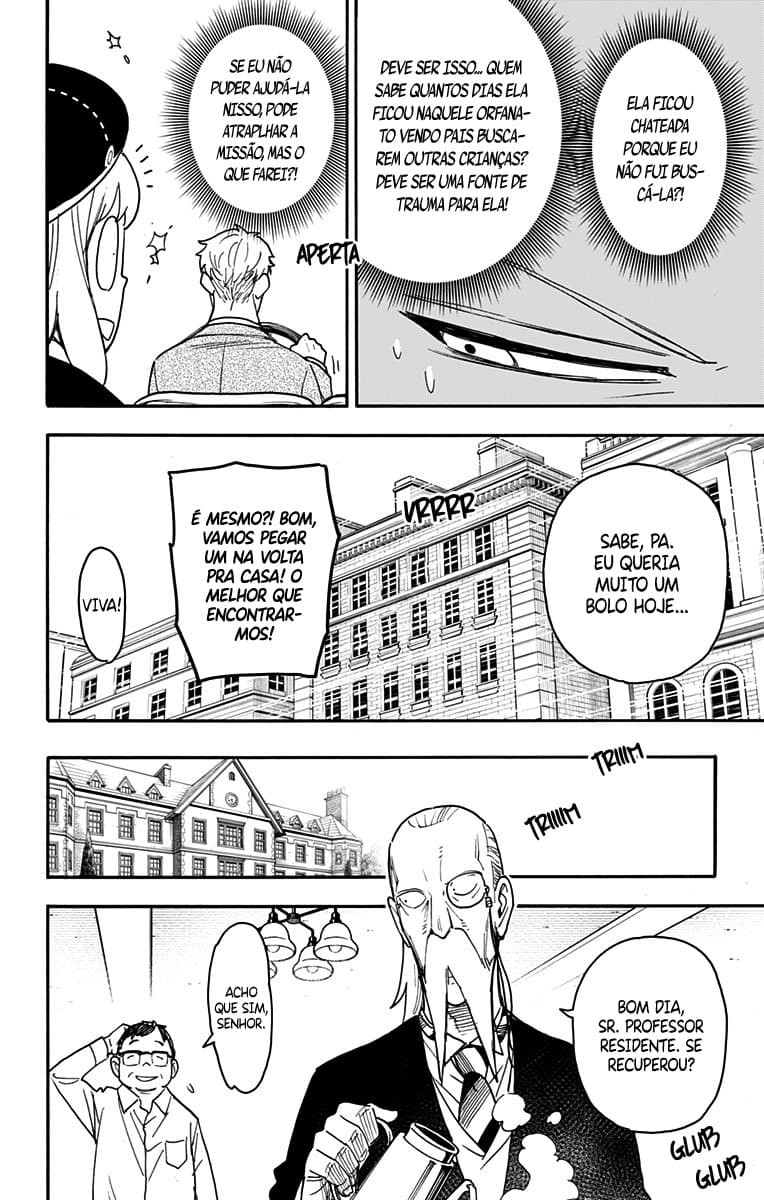 ELA FICOU
CHATEADA
PORQUE EU
NÃO FUI BUS-
CÁ-LA?!
DEVE SER ISSO... QUEM
SABE QUANTOS DIAS ELA
FICOU NAQUELE ORFANA-
TO VENDO PAIS BUSCA-
REM OUTRAS CRIANÇAS?
DEVE SER UMA FONTE DE
TRAUMA PARA ELA!
SE EU NÃO
PUDER AJUDÁ-LA
NISSO, PODE
ATRAPLHAR A
MISSÃO, MAS O
QUE FAREI?!
APERTA
SABE, PA.
EU QUERIA
MUITO UM
BOLO HOJE...
VRRRR
É MESMO?! BOM,
VAMOS PEGAR
UM NA VOLTA
PRA CASA! O
MELHOR QUE
ENCONTRAR-
MOS!
VIVA!
TRIIIM
TRIIIIM
BOM DIA,
SR. PROFESSOR
RESIDENTE. SE
RECUPEROU?
ACHO
QUE SIM,
SENHOR.
GLUB
GLUB